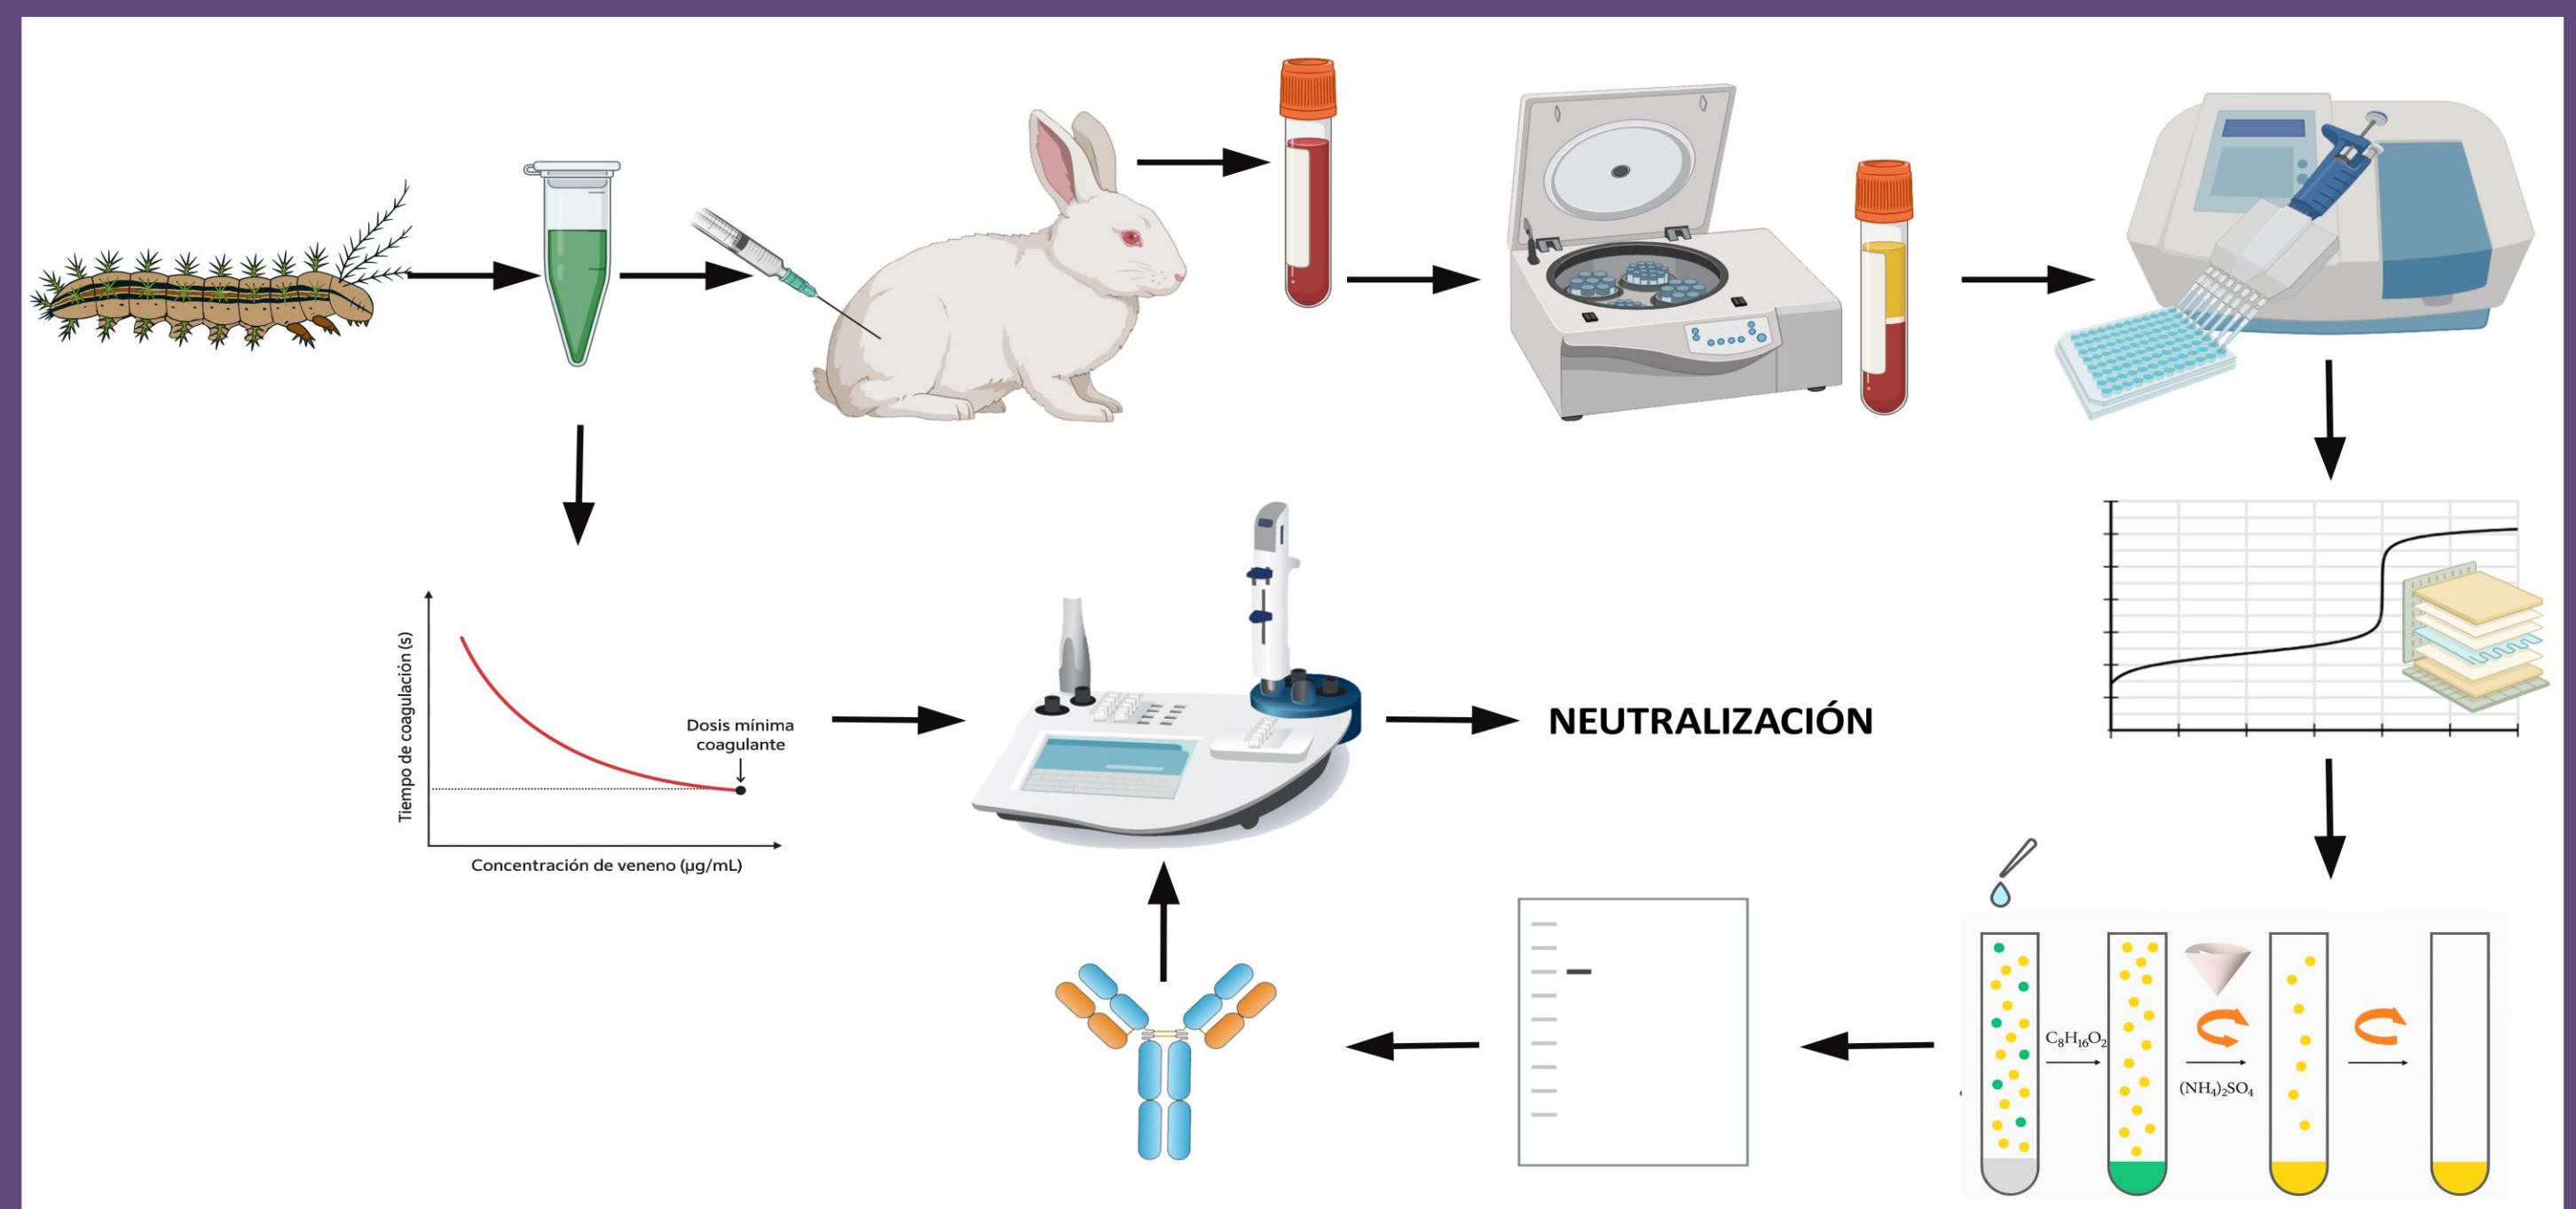 Tiempo de coagulación (s)
Dosis mínima
coagulante
Concentración de veneno (µg/mL)
NEUTRALIZACIÓN
C₈H₁₆O₂
(NH₄)₂SO₄